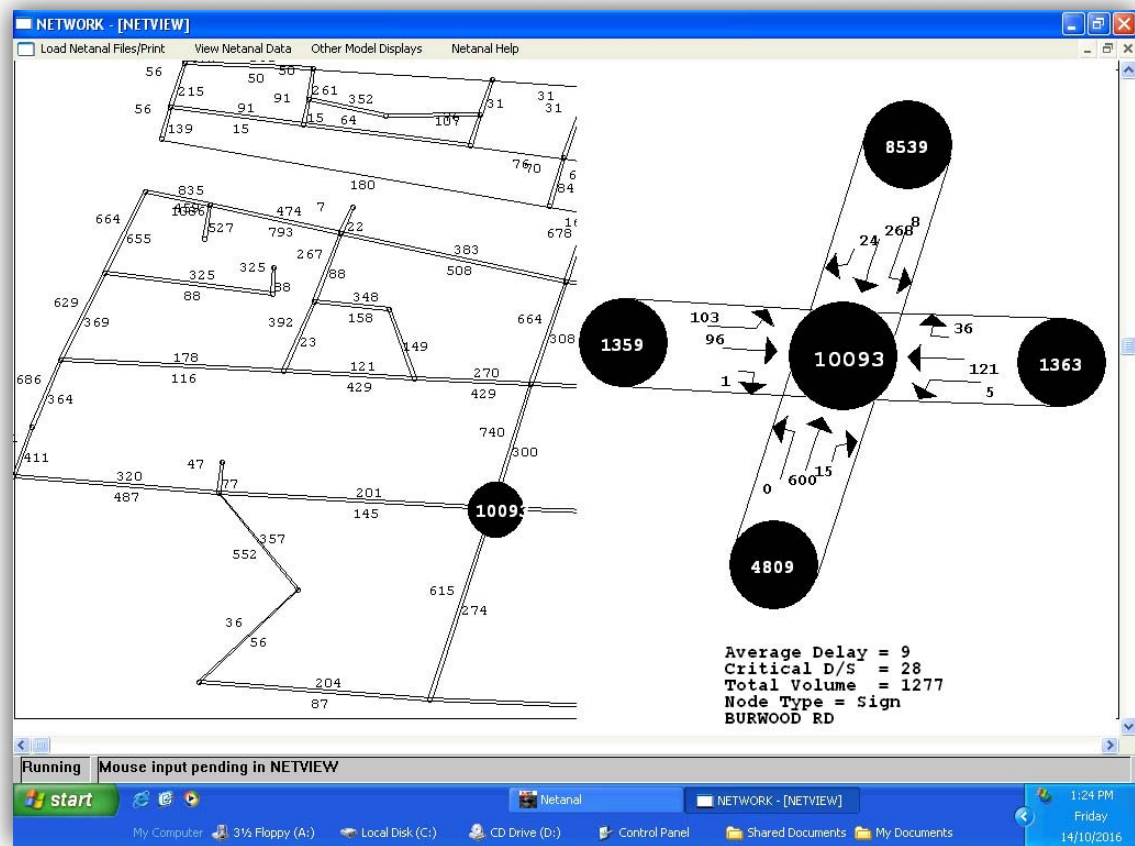 NETWORK - [NETVIEW]
Load Netanal Files/Print View Netanal Data Other Model Displays Netanal Help
56 50 50
215 91 261 352 31 31
56 91 31
139 15 15 64 107
76 70
180 84
835
664 474 7
655 527 793 22 678
267 383
325 325 88 508
88 38
629 348 664
369 392 158 308
23 149
178 121 270
686 116 429 429
364
740
411 47 300
320 77 201
487 145
10093
357
552
615
274
36
56
204
87
8539
8
268
24
103 36
96
1359 10093 1363
121
1 5
15
600
0
4809
Average Delay = 9
Critical D/S = 28
Total Volume = 1277
Node Type = Sign
BURWOOD RD
Running Mouse input pending in NETVIEW
start Netanal NETWORK - [NETVIEW] 1:24 PM
Friday
My Computer 3½ Floppy (A:) Local Disk (C:) CD Drive (D:) Control Panel Shared Documents My Documents 14/10/2016